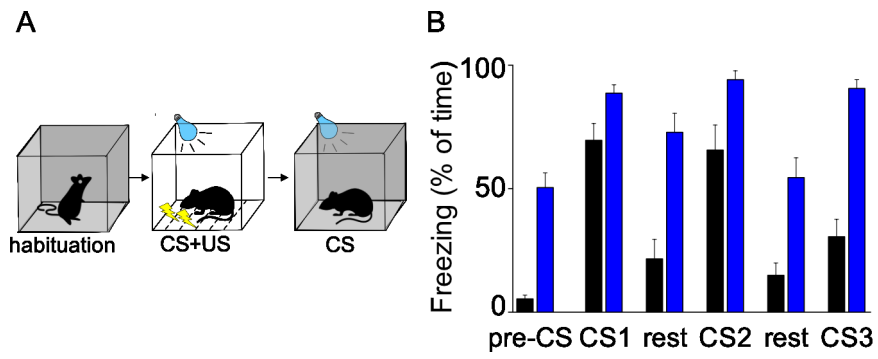 A
habituation
CS+US
CS
B
Freezing (% of time)
100
50
0
pre-CS CS1 rest CS2 rest CS3